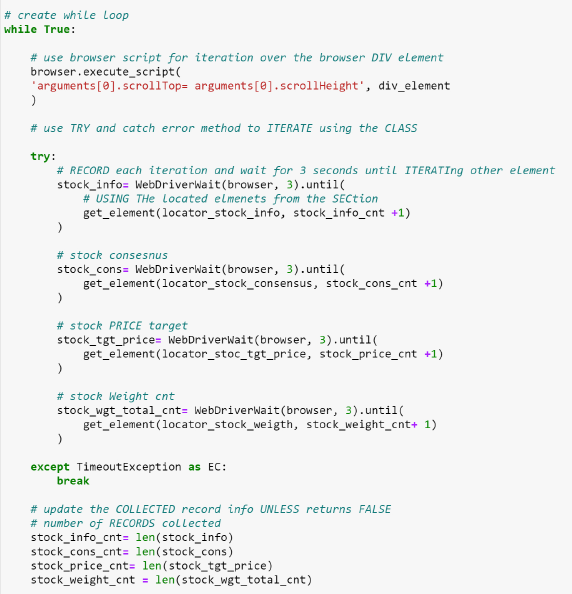 # create while loop
while True:
# use browser script for iteration over the browser DIV element
browser.execute_script(
'arguments[0].scrollTop= arguments[0].scrollHeight', div_element
)
# use TRY and catch error method to ITERATE using the CLASS
try:
# RECORD each iteration and wait for 3 seconds until ITERATIng other element
stock_info= WebDriverWait(browser, 3).until(
# USING THe located elmenets from the SECtion
get_element(locator_stock_info, stock_info_cnt +1)
)
# stock consesnus
stock_cons= WebDriverWait(browser, 3).until(
get_element(locator_stock_consensus, stock_cons_cnt +1)
)
# stock PRICE target
stock_tgt_price= WebDriverWait(browser, 3).until(
get_element(locator_stoc_tgt_price, stock_price_cnt +1)
)
# stock Weight cnt
stock_wgt_total_cnt= WebDriverWait(browser, 3).until(
get_element(locator_stock_weigth, stock_weight_cnt+ 1)
)
except TimeoutException as EC:
break
# update the COLLECTED record info UNLESS returns FALSE
# number of RECORDS collected
stock_info_cnt= len(stock_info)
stock_cons_cnt= len(stock_cons)
stock_price_cnt= len(stock_tgt_price)
stock_weight_cnt = len(stock_wgt_total_cnt)